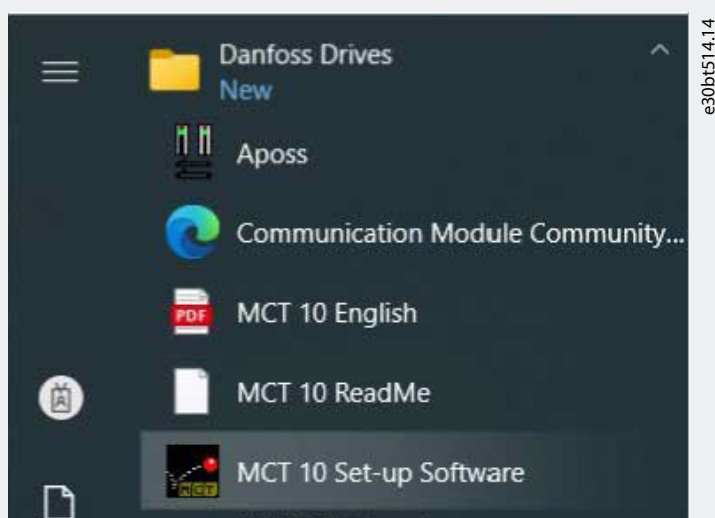 Danfoss Drives
New
Aposs
Communication Module Community...
PDF
MCT 10 English
MCT 10 ReadMe
MCT
MCT 10 Set-up Software
e30bt514.14